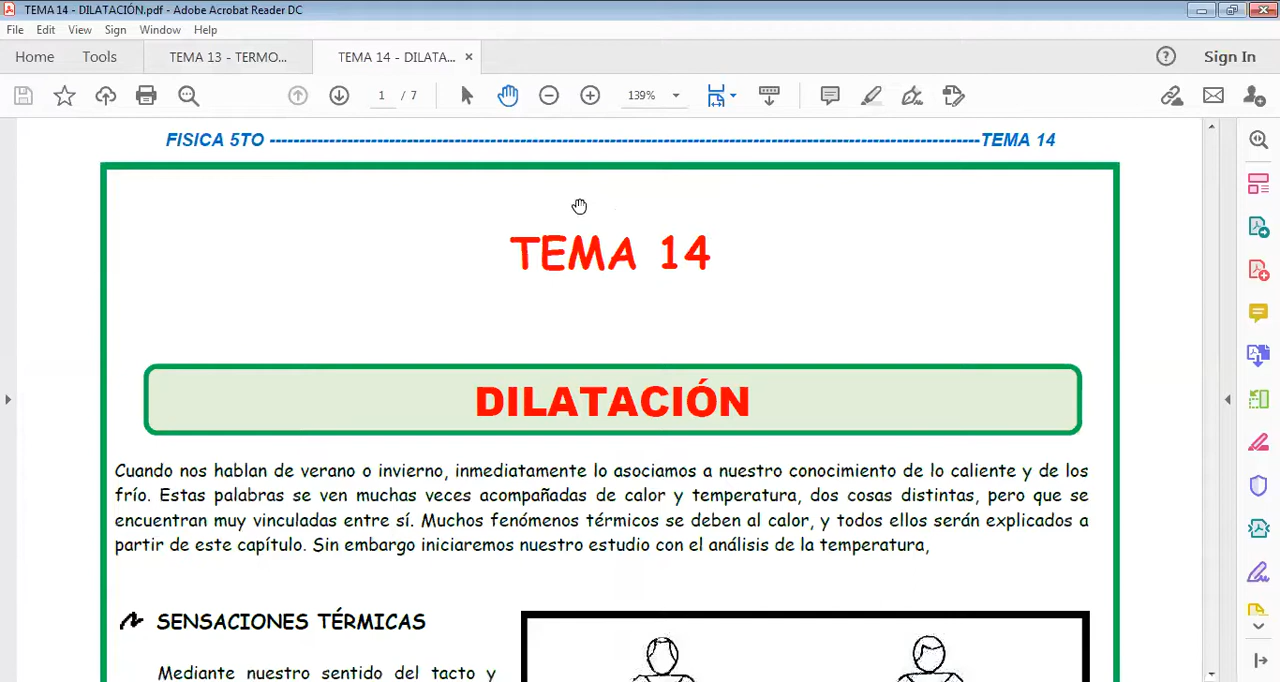 TEMA 14 - DILATACIÓN.pdf - Adobe Acrobat Reader DC
File Edit View Sign Window Help
Home Tools TEMA 13 - TERMO... TEMA 14 - DILATA... × Sign In
1 / 7 139%
FISICA 5TO ----------------------------------------------------------------------------------------------------------------------TEMA 14
TEMA 14
DILATACIÓN
Cuando nos hablan de verano o invierno, inmediatamente lo asociamos a nuestro conocimiento de lo caliente y de los
frío. Estas palabras se ven muchas veces acompañadas de calor y temperatura, dos cosas distintas, pero que se
encuentran muy vinculadas entre sí. Muchos fenómenos térmicos se deben al calor, y todos ellos serán explicados a
partir de este capítulo. Sin embargo iniciaremos nuestro estudio con el análisis de la temperatura,
SENSACIONES TÉRMICAS
Mediante nuestro sentido del tacto y